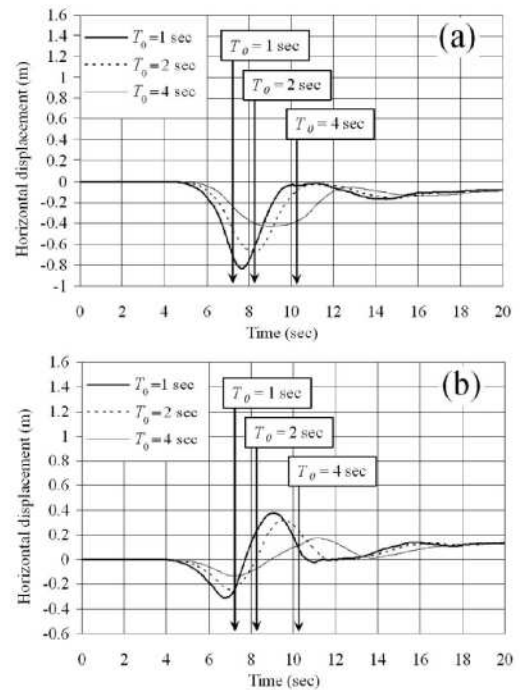 (a)
T₀=1 sec
T₀=2 sec
T₀=4 sec
T₀ = 1 sec
T₀ = 2 sec
T₀ = 4 sec
Horizontal displacement (m)
1.6
1.4
1.2
1
0.8
0.6
0.4
0.2
0
-0.2
-0.4
-0.6
-0.8
-1
0 2 4 6 8 10 12 14 16 18 20
Time (sec)
(b)
T₀=1 sec
T₀=2 sec
T₀=4 sec
T₀ = 1 sec
T₀ = 2 sec
T₀ = 4 sec
Horizontal displacement (m)
1.6
1.4
1.2
1
0.8
0.6
0.4
0.2
0
-0.2
-0.4
-0.6
0 2 4 6 8 10 12 14 16 18 20
Time (sec)